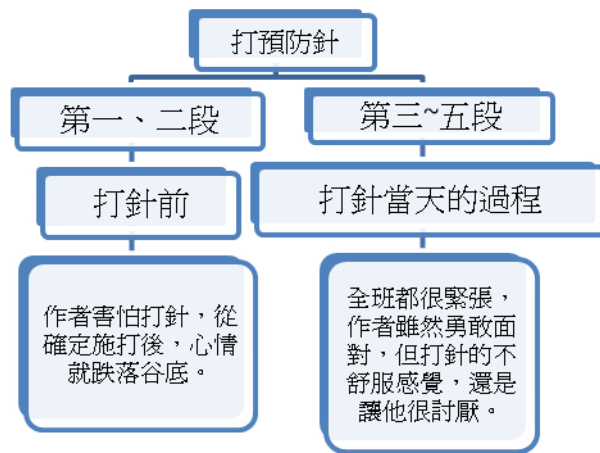 打預防針
第一、二段
第三~五段
打針前
打針當天的過程
作者害怕打針，從
確定施打後，心情
就跌落谷底。
全班都很緊張，
作者雖然勇敢面
對，但打針的不
舒服感覺，還是
讓他很討厭。